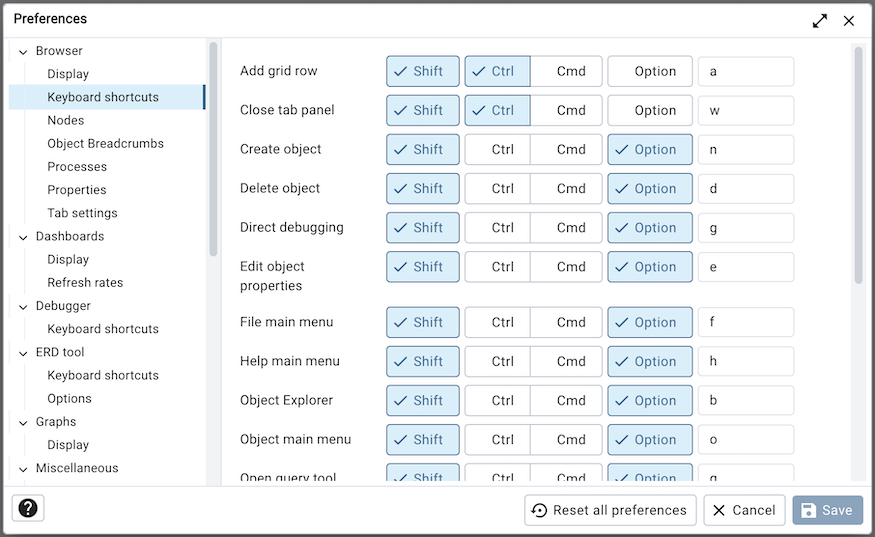 Preferences
Browser
Display
Keyboard shortcuts
Nodes
Object Breadcrumbs
Processes
Properties
Tab settings
Dashboards
Display
Refresh rates
Debugger
Keyboard shortcuts
ERD tool
Keyboard shortcuts
Options
Graphs
Display
Miscellaneous
Add grid row Shift Ctrl Cmd Option a
Close tab panel Shift Ctrl Cmd Option w
Create object Shift Ctrl Cmd Option n
Delete object Shift Ctrl Cmd Option d
Direct debugging Shift Ctrl Cmd Option g
Edit object Shift Ctrl Cmd Option e
properties
File main menu Shift Ctrl Cmd Option f
Help main menu Shift Ctrl Cmd Option h
Object Explorer Shift Ctrl Cmd Option b
Object main menu Shift Ctrl Cmd Option o
Open query tool Shift Ctrl Cmd Option q
? Reset all preferences Cancel Save